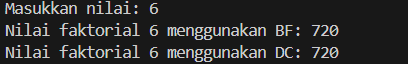 Masukkan nilai: 6
Nilai faktorial 6 menggunakan BF: 720
Nilai faktorial 6 menggunakan DC: 720